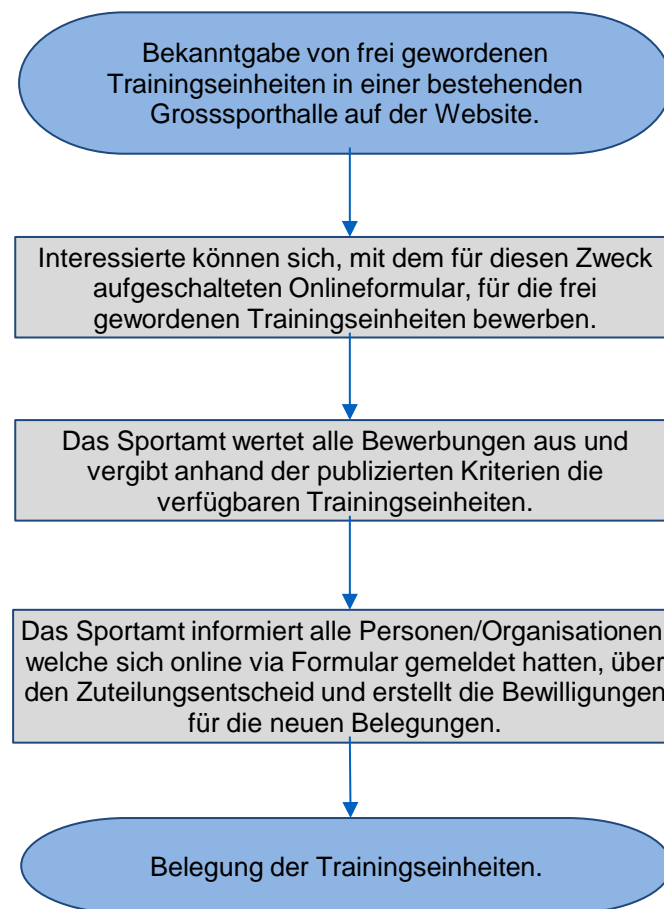 Bekanntgabe von frei gewordenen
Trainingseinheiten in einer bestehenden
Grosssporthalle auf der Website.
Interessierte können sich, mit dem für diesen Zweck
aufgeschalteten Onlineformular, für die frei
gewordenen Trainingseinheiten bewerben.
Das Sportamt wertet alle Bewerbungen aus und
vergibt anhand der publizierten Kriterien die
verfügbaren Trainingseinheiten.
Das Sportamt informiert alle Personen/Organisationen
welche sich online via Formular gemeldet hatten, über
den Zuteilungsentscheid und erstellt die Bewilligungen
für die neuen Belegungen.
Belegung der Trainingseinheiten.